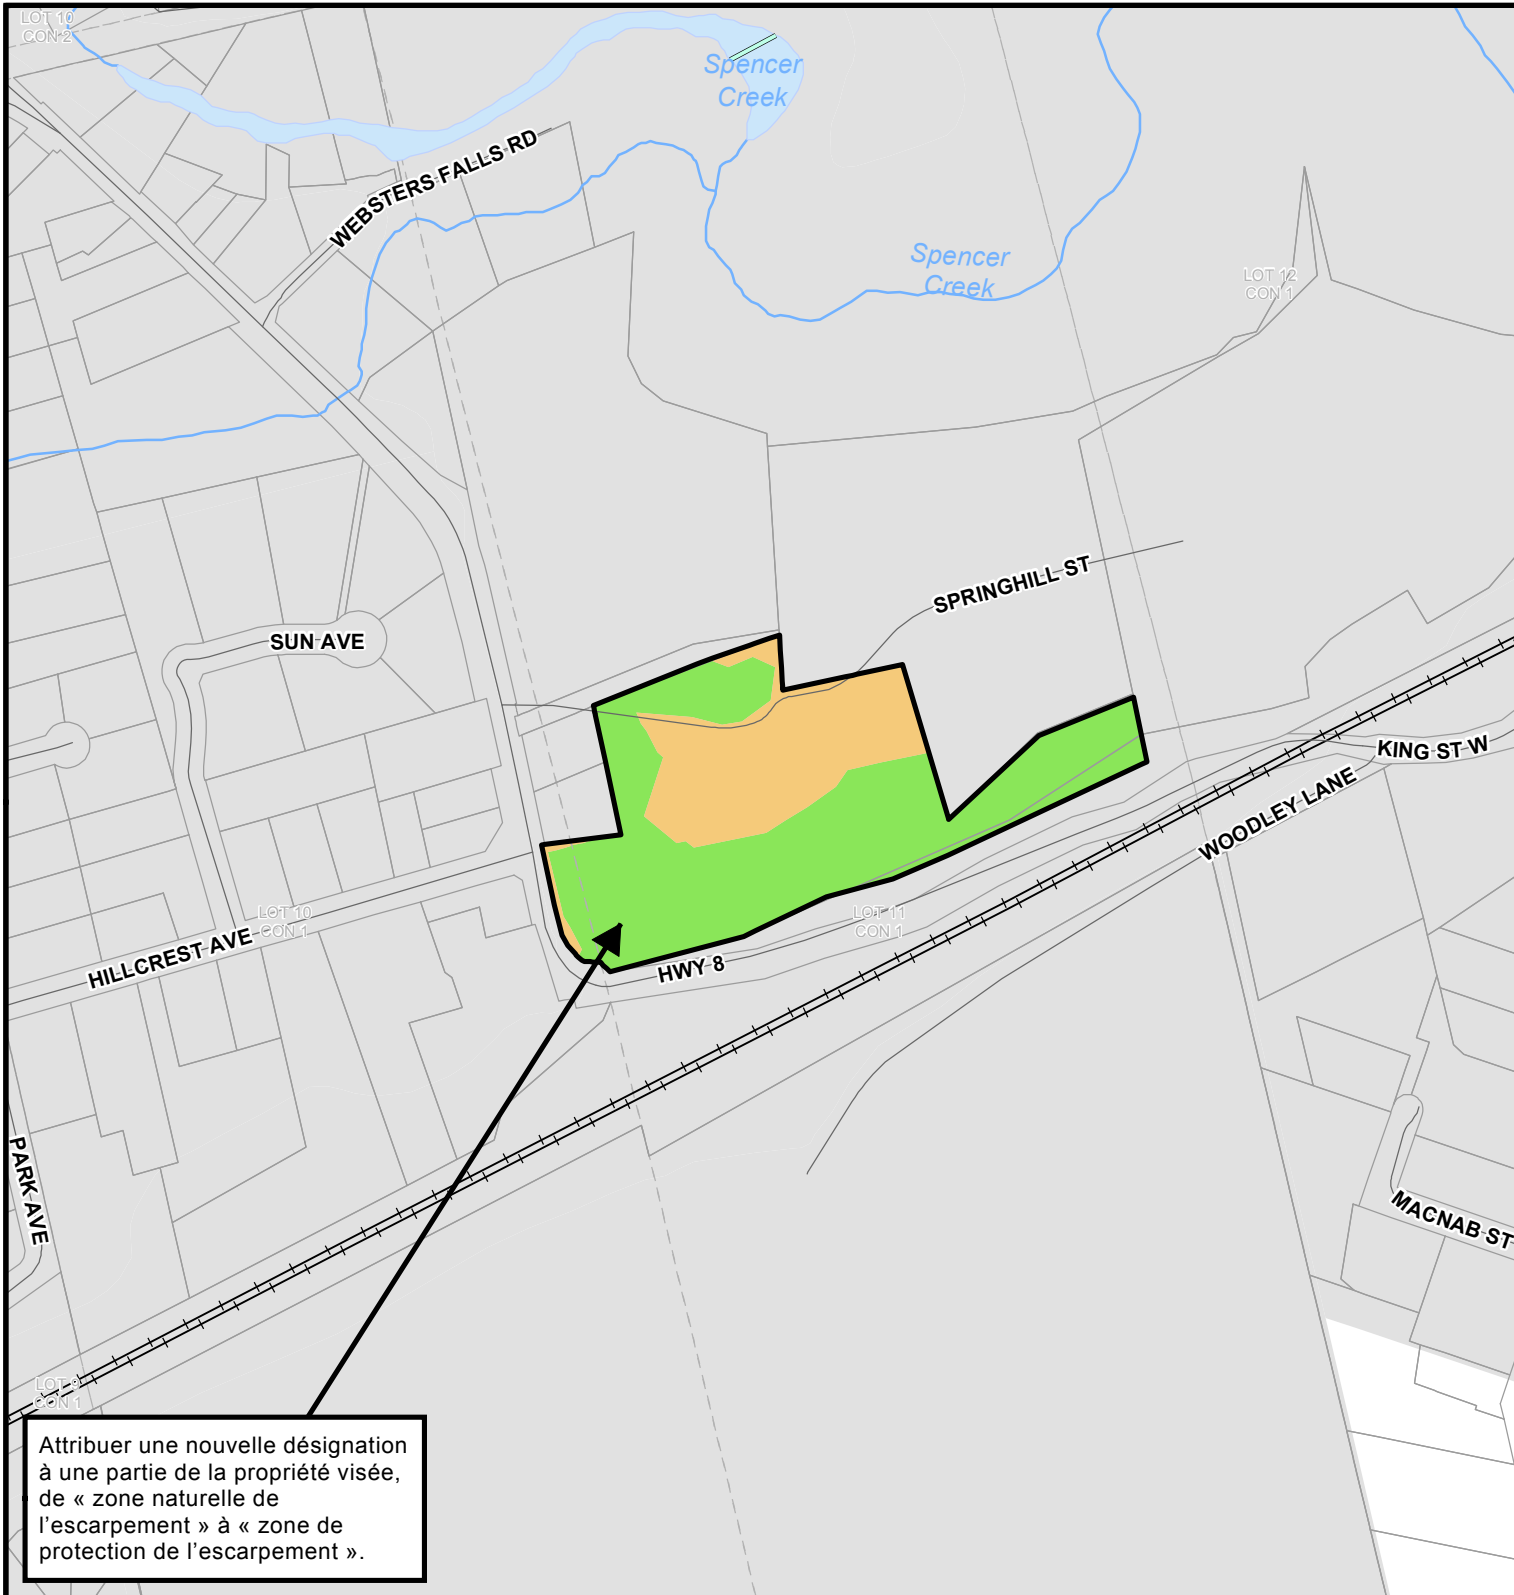 LOT 10
CON 2
Spencer
Creek
WEBSTERS FALLS RD
Spencer
Creek
LOT 12
CON 1
SPRINGHILL ST
SUN AVE
KING ST W
WOODLEY LANE
LOT 10
CON 1
LOT 11
CON 1
HILLCREST AVE
HWY 8
PARK AVE
MACNAB ST
LOT 9
CON 1
Attribuer une nouvelle désignation
à une partie de la propriété visée,
de « zone naturelle de
l'escarpement » à « zone de
protection de l'escarpement ».